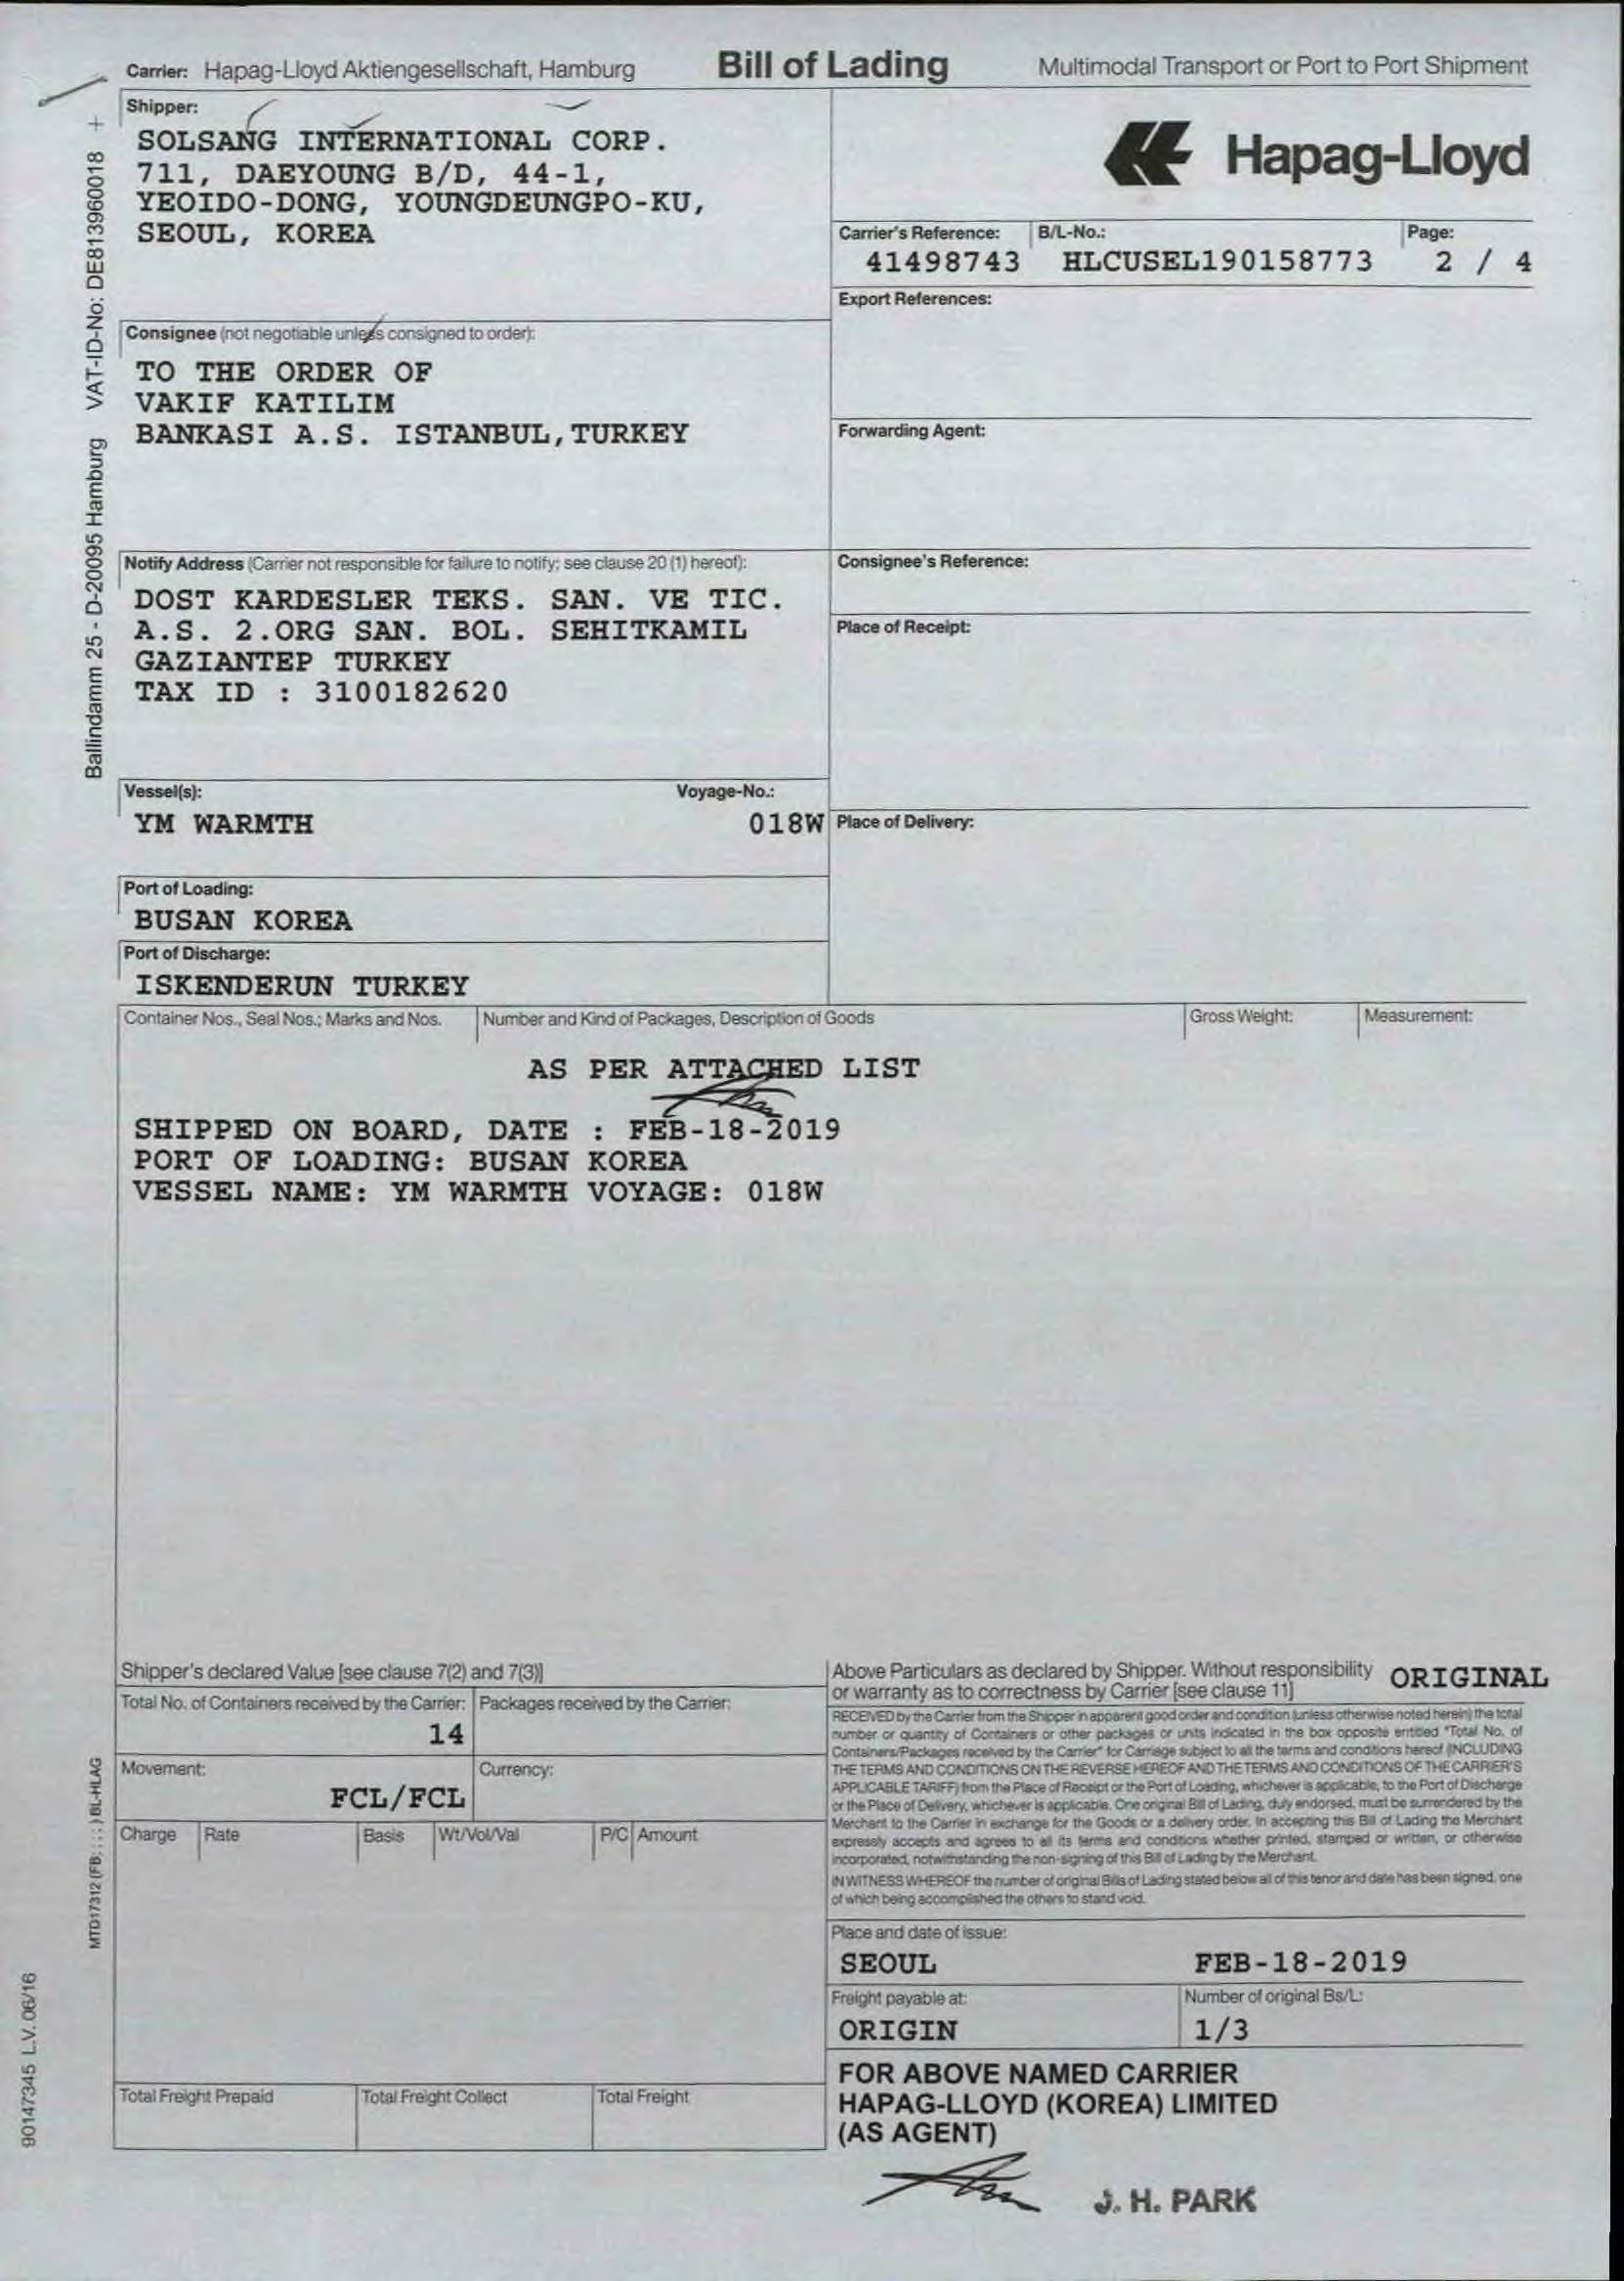 Carrier: Hapag-Lloyd Aktiengesellschaft, Hamburg
Bill of Lading
Multimodal Transport or Port to Port Shipment
Shipper:
SOLSANG INTERNATIONAL CORP.
711, DAEYOUNG B/D, 44-1,
YEOIDO-DONG, YOUNGDEUNGPO-KU,
SEOUL, KOREA
Hapag-Lloyd
Carrier's Reference: B/L-No.: Page:
41498743 HLCUSEL190158773 2 / 4
Export References:
Consignee (not negotiable unless consigned to order):
TO THE ORDER OF
VAKIF KATILIM
BANKASI A.S. ISTANBUL,TURKEY
Forwarding Agent:
Notify Address (Carrier not responsible for failure to notify; see clause 20 (1) hereof):
DOST KARDESLER TEKS. SAN. VE TIC.
A.S. 2.ORG SAN. BOL. SEHITKAMIL
GAZIANTEP TURKEY
TAX ID : 3100182620
Consignee's Reference:
Place of Receipt:
Vessel(s): Voyage-No.:
YM WARMTH 018W
Place of Delivery:
Port of Loading:
BUSAN KOREA
Port of Discharge:
ISKENDERUN TURKEY
Container Nos., Seal Nos.; Marks and Nos. Number and Kind of Packages, Description of Goods Gross Weight: Measurement:
AS PER ATTACHED LIST
SHIPPED ON BOARD, DATE : FEB-18-2019
PORT OF LOADING: BUSAN KOREA
VESSEL NAME: YM WARMTH VOYAGE: 018W
Shipper's declared Value [see clause 7(2) and 7(3)]
Total No. of Containers received by the Carrier: Packages received by the Carrier:
14
Movement: Currency:
FCL/FCL
Charge Rate Basis Wt/Vol/Val P/C Amount
Total Freight Prepaid Total Freight Collect Total Freight
Above Particulars as declared by Shipper. Without responsibility
or warranty as to correctness by Carrier [see clause 11]
ORIGINAL
RECEIVED by the Carrier from the Shipper in apparent good order and condition (unless otherwise noted herein) the total
number or quantity of Containers or other packages or units indicated in the box opposite entitled "Total No. of
Containers/Packages received by the Carrier" for Carriage subject to all the terms and conditions hereof (INCLUDING
THE TERMS AND CONDITIONS ON THE REVERSE HEREOF AND THE TERMS AND CONDITIONS OF THE CARRIER'S
APPLICABLE TARIFF) from the Place of Receipt or the Port of Loading, whichever is applicable, to the Port of Discharge
or the Place of Delivery, whichever is applicable. One original Bill of Lading, duly endorsed, must be surrendered by the
Merchant to the Carrier in exchange for the Goods or a delivery order. In accepting this Bill of Lading the Merchant
expressly accepts and agrees to all its terms and conditions whether printed, stamped or written, or otherwise
incorporated, notwithstanding the non-signing of this Bill of Lading by the Merchant.
IN WITNESS WHEREOF the number of original Bills of Lading stated below all of this tenor and date has been signed, one
of which being accomplished the others to stand void.
Place and date of issue:
SEOUL FEB-18-2019
Freight payable at: Number of original Bs/L:
ORIGIN 1/3
FOR ABOVE NAMED CARRIER
HAPAG-LLOYD (KOREA) LIMITED
(AS AGENT)
J. H. PARK
Ballindamm 25 - D-20095 Hamburg VAT-ID-No: DE813960018 +
MTD17312 (FB: : : :) BL-HLAG
90147345 L.V. 06/16